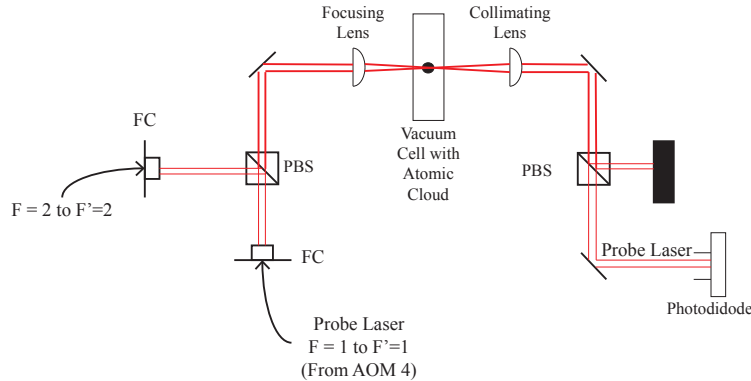 Focusing
Lens
Collimating
Lens
FC
PBS
Vacuum
Cell with
Atomic
Cloud
PBS
F = 2 to F'=2
FC
Probe Laser
Photodidode
Probe Laser
F = 1 to F'=1
(From AOM 4)